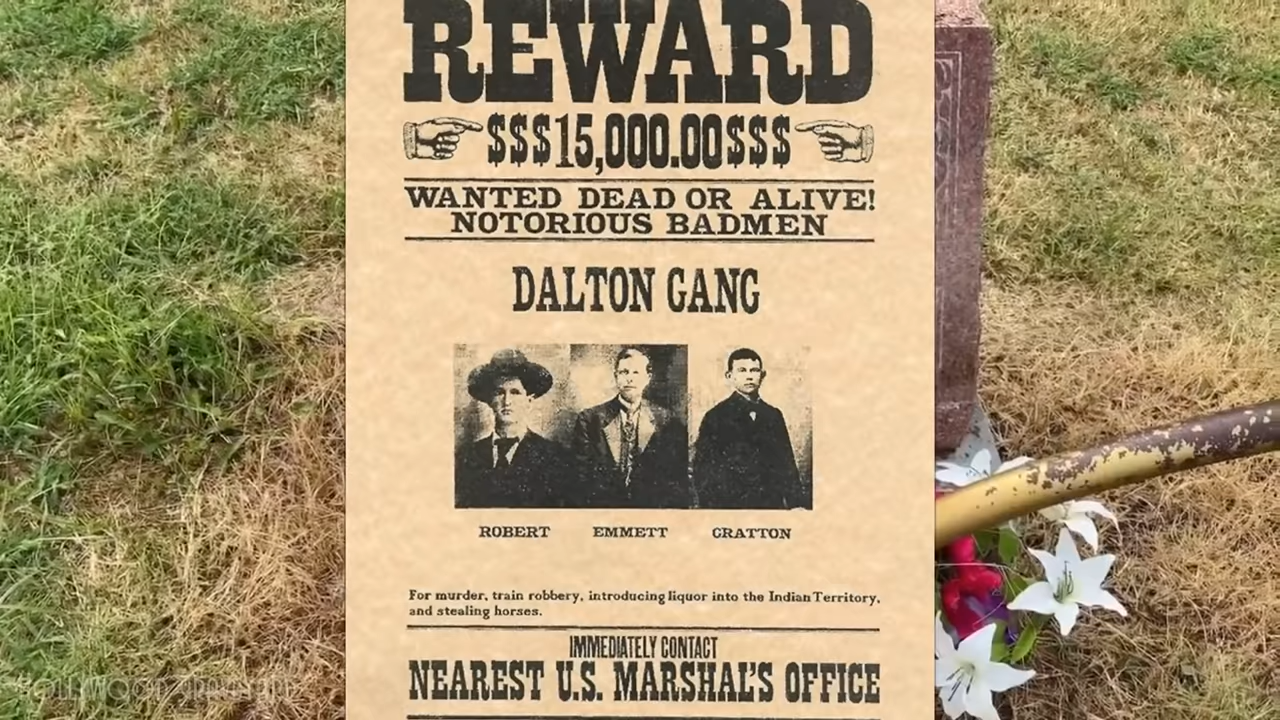 REWARD
$$$15,000.00$$$
WANTED DEAD OR ALIVE!
NOTORIOUS BADMEN
DALTON GANG
ROBERT EMMETT GRATTON
For murder, train robbery, introducing liquor into the Indian Territory,
and stealing horses.
IMMEDIATELY CONTACT
NEAREST U.S. MARSHAL'S OFFICE